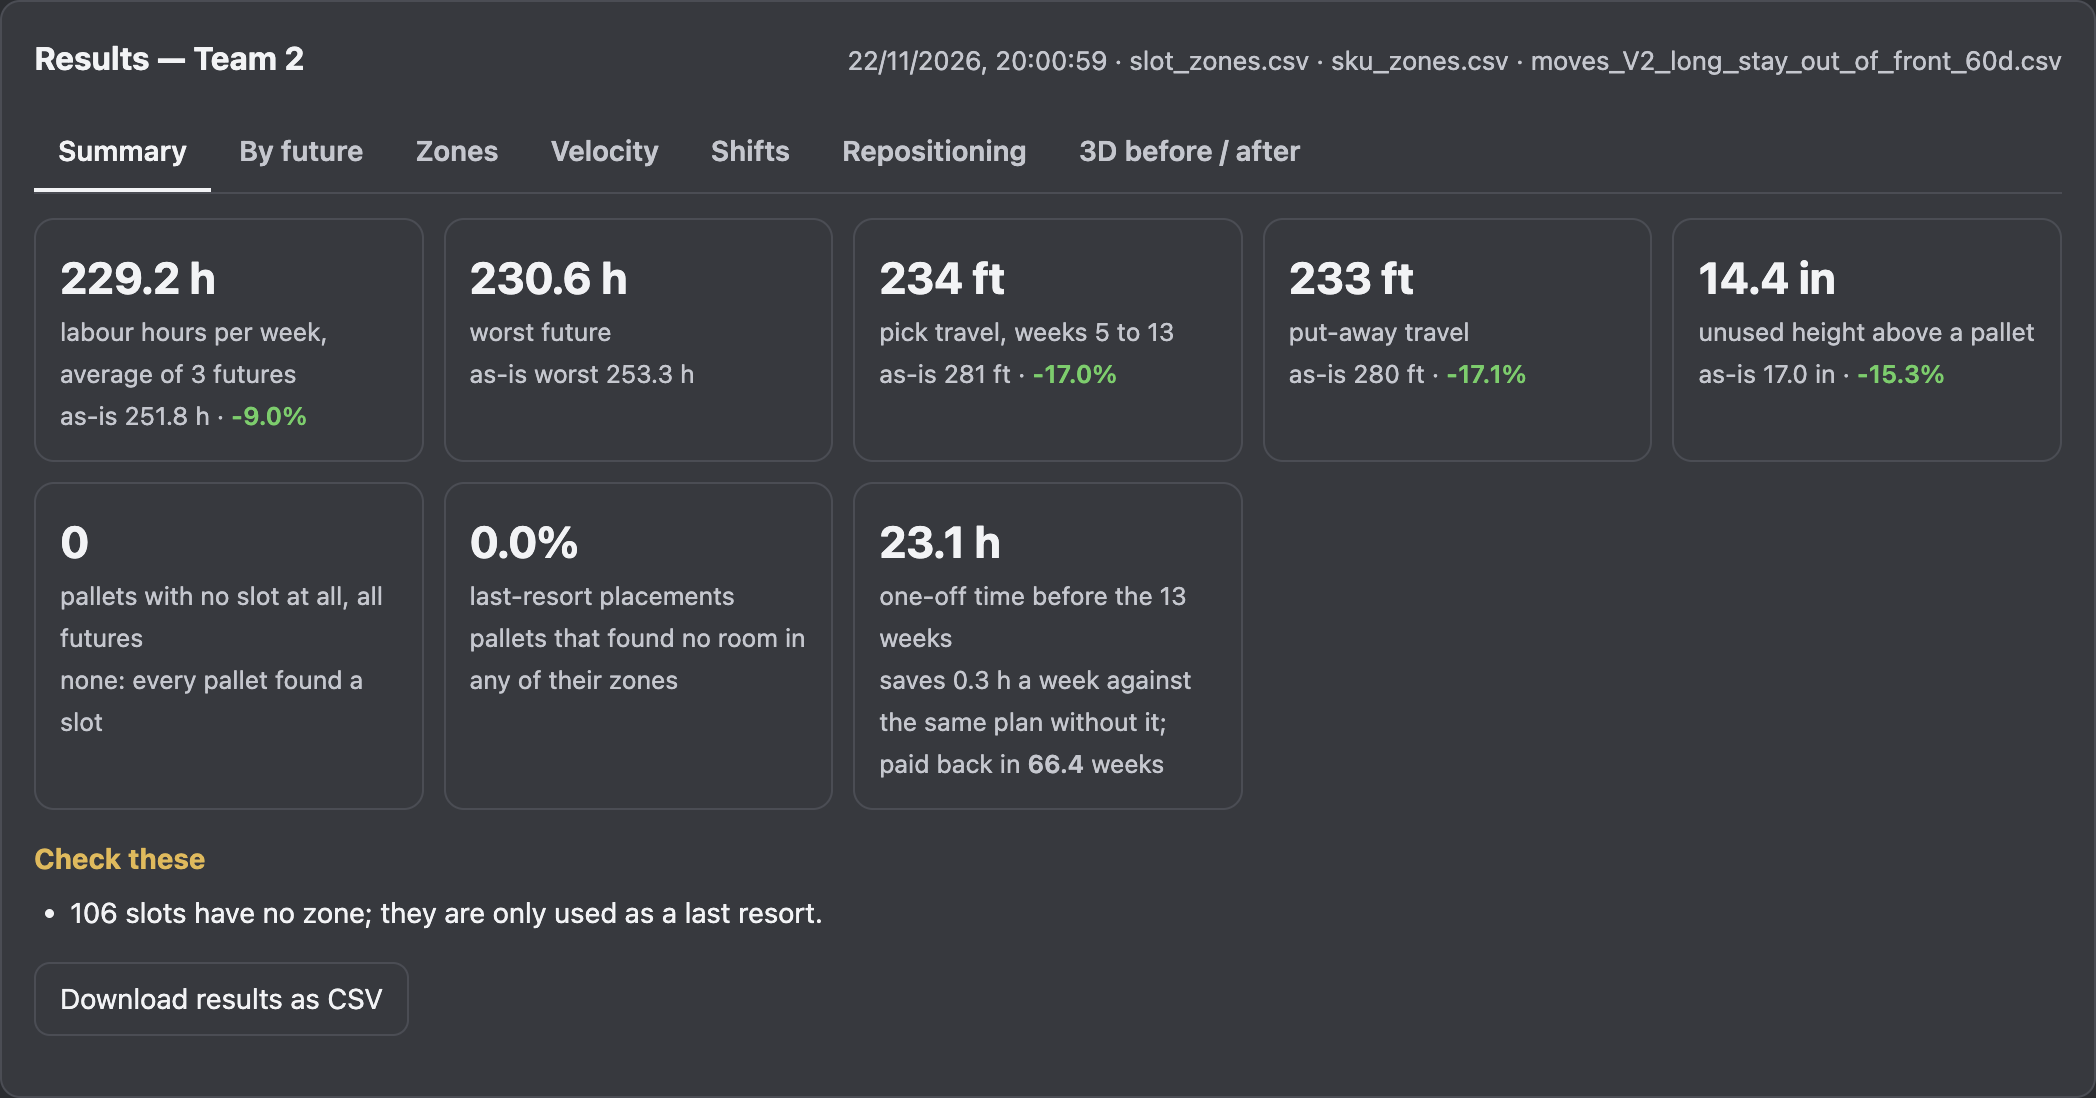 Results — Team 2
22/11/2026, 20:00:59 · slot_zones.csv · sku_zones.csv · moves_V2_long_stay_out_of_front_60d.csv
Summary By future Zones Velocity Shifts Repositioning 3D before / after
229.2 h
labour hours per week,
average of 3 futures
as-is 251.8 h · -9.0%
230.6 h
worst future
as-is worst 253.3 h
234 ft
pick travel, weeks 5 to 13
as-is 281 ft · -17.0%
233 ft
put-away travel
as-is 280 ft · -17.1%
14.4 in
unused height above a pallet
as-is 17.0 in · -15.3%
0
pallets with no slot at all, all
futures
none: every pallet found a
slot
0.0%
last-resort placements
pallets that found no room in
any of their zones
23.1 h
one-off time before the 13
weeks
saves 0.3 h a week against
the same plan without it;
paid back in 66.4 weeks
Check these
• 106 slots have no zone; they are only used as a last resort.
Download results as CSV